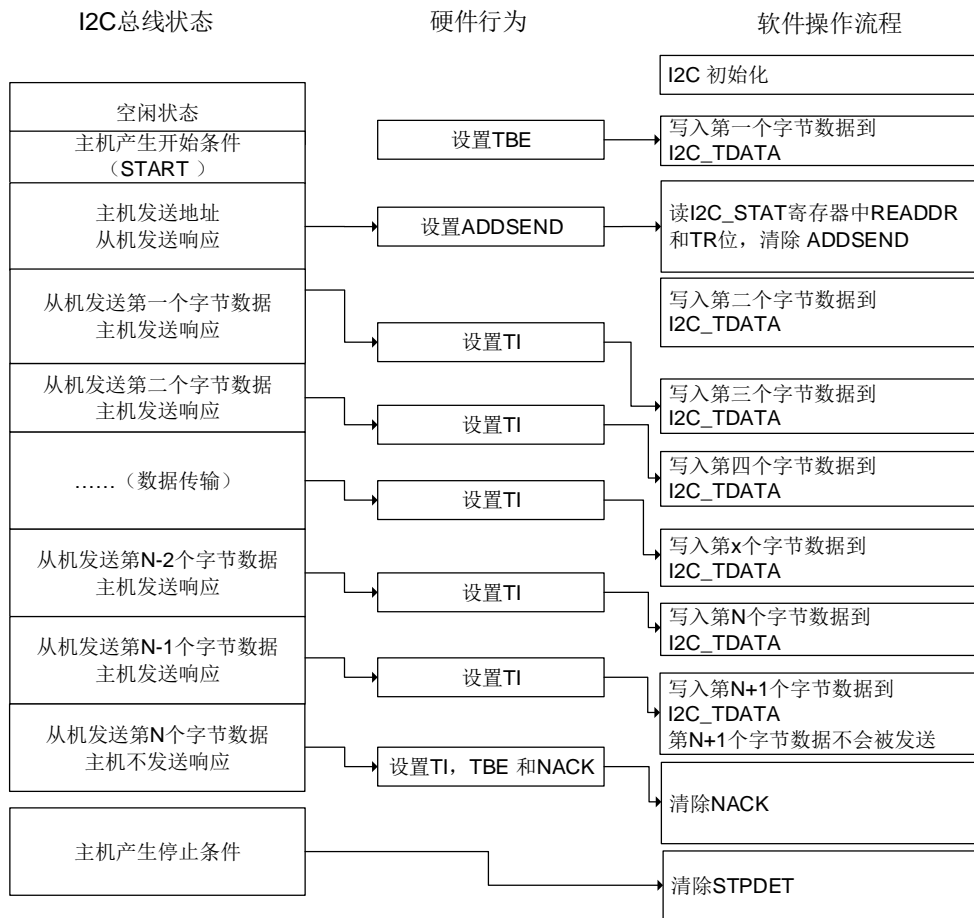 I2C总线状态
硬件行为
软件操作流程
I2C 初始化
空闲状态
主机产生开始条件
（START ）
设置TBE
写入第一个字节数据到
I2C_TDATA
主机发送地址
从机发送响应
设置ADDSEND
读I2C_STAT寄存器中READDR
和TR位，清除 ADDSEND
从机发送第一个字节数据
主机发送响应
设置TI
写入第二个字节数据到
I2C_TDATA
从机发送第二个字节数据
主机发送响应
设置TI
写入第三个字节数据到
I2C_TDATA
……（数据传输）
设置TI
写入第四个字节数据到
I2C_TDATA
从机发送第N-2个字节数据
主机发送响应
设置TI
写入第x个字节数据到
I2C_TDATA
写入第N个字节数据到
I2C_TDATA
从机发送第N-1个字节数据
主机发送响应
设置TI
写入第N+1个字节数据到
I2C_TDATA
第N+1个字节数据不会被发送
从机发送第N个字节数据
主机不发送响应
设置TI，TBE 和NACK
清除NACK
主机产生停止条件
清除STPDET